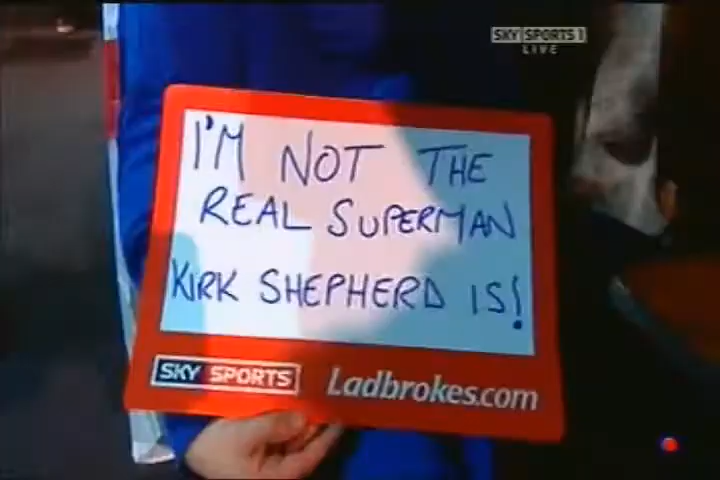 SKY SPORTS 1
LIVE
I'M NOT THE
REAL SUPERMAN
KIRK SHEPHERD IS!
SKY SPORTS
Ladbrokes.com